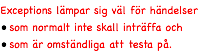 Exceptions lämpar sig väl för händelser
• som normalt inte skall inträffa och
• som är omständliga att testa på.